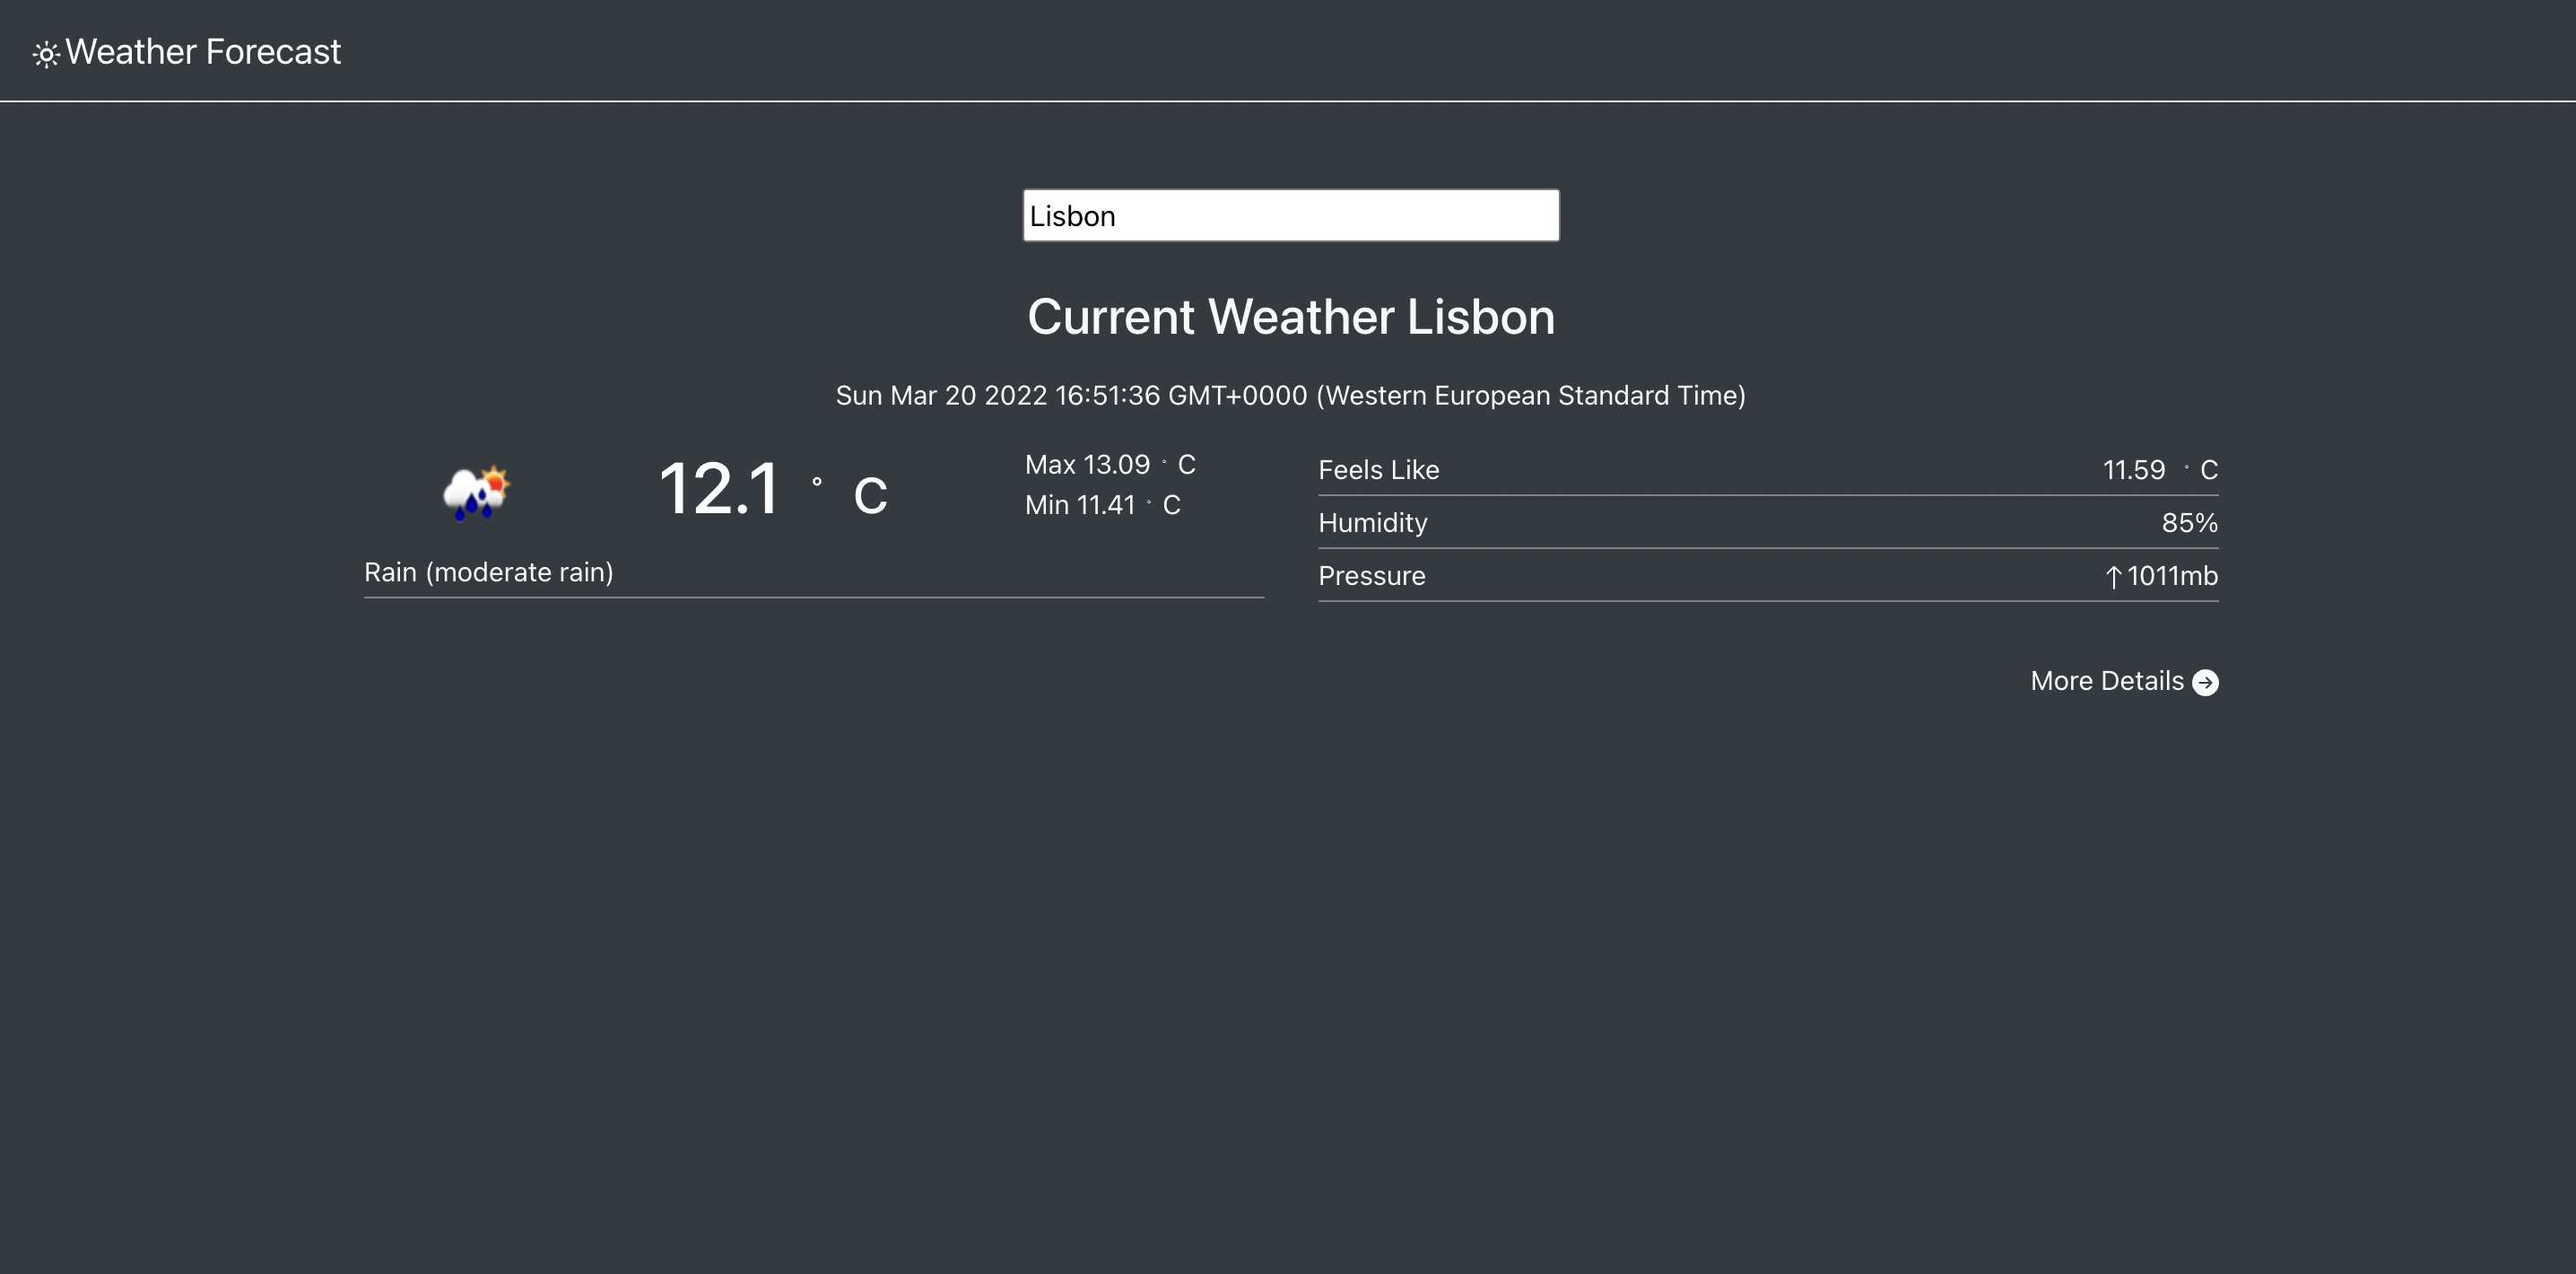 Weather Forecast
Lisbon
Current Weather Lisbon
Sun Mar 20 2022 16:51:36 GMT+0000 (Western European Standard Time)
12.1 ° C
Max 13.09 ° C
Min 11.41 ° C
Rain (moderate rain)
Feels Like 11.59 ° C
Humidity 85%
Pressure ↑1011mb
More Details